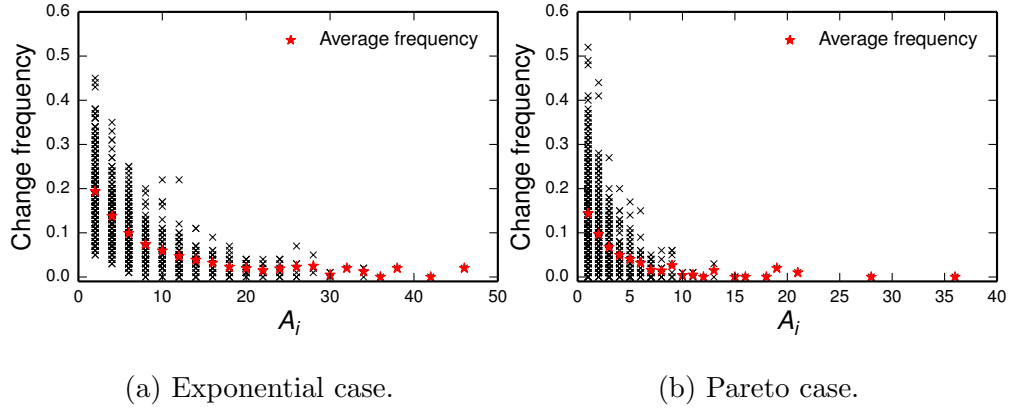 0.6
0.5
0.4
0.3
0.2
0.1
0.0
Change frequency
Average frequency
0 10 20 30 40 50
A_i
(a) Exponential case.
0.6
0.5
0.4
0.3
0.2
0.1
0.0
Change frequency
Average frequency
0 5 10 15 20 25 30 35 40
A_i
(b) Pareto case.